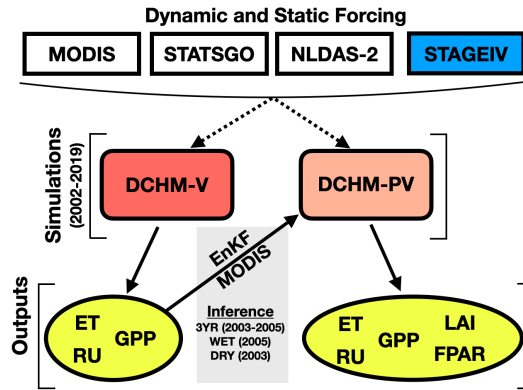 Dynamic and Static Forcing
MODIS
STATSGO
NLDAS-2
STAGEIV
Simulations
(2002-2019)
DCHM-V
DCHM-PV
EnKF
MODIS
Inference
3YR (2003-2005)
WET (2005)
DRY (2003)
Outputs
ET
GPP
RU
ET
GPP
LAI
RU
FPAR